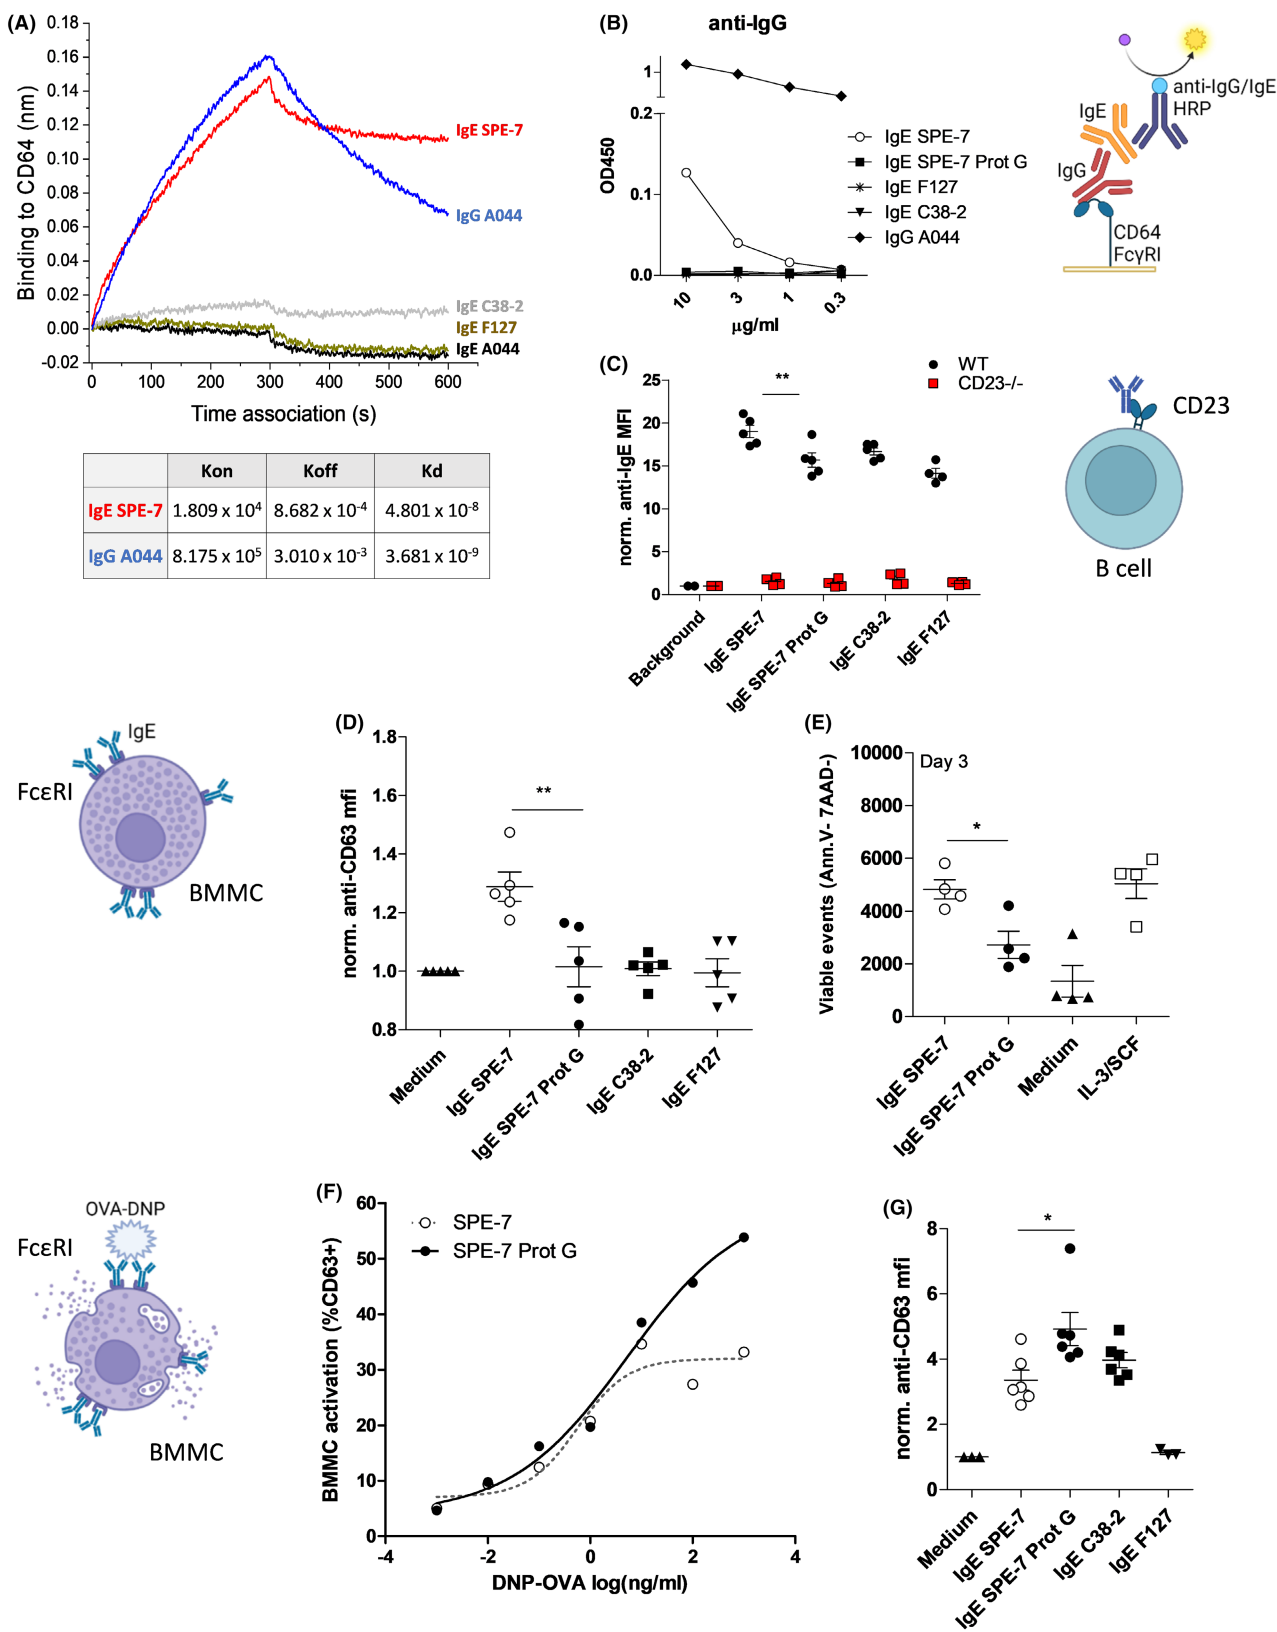 (A)
0.18
0.16
0.14
0.12
0.10
0.08
0.06
0.04
0.02
0.00
-0.02
Binding to CD64 (nm)
IgE SPE-7
IgG A044
IgE C38-2
IgE F127
IgE A044
0 100 200 300 400 500 600
Time association (s)
Kon Koff Kd
IgE SPE-7 1.809 x 10⁴ 8.682 x 10⁻⁴ 4.801 x 10⁻⁸
IgG A044 8.175 x 10⁵ 3.010 x 10⁻³ 3.681 x 10⁻⁹
(B)
anti-IgG
1
0.2
0.1
0.0
OD450
10 3 1 0.3
µg/ml
IgE SPE-7
IgE SPE-7 Prot G
IgE F127
IgE C38-2
IgG A044
anti-IgG/IgE
HRP
IgE
IgG
CD64
FcγRI
(C)
WT
CD23-/-
25
20
15
10
5
0
norm. anti-IgE MFI
**
Background
IgE SPE-7
IgE SPE-7 Prot G
IgE C38-2
IgE F127
CD23
B cell
IgE
FcεRI
BMMC
(D)
1.8
1.6
1.4
1.2
1.0
0.8
norm. anti-CD63 mfi
**
Medium
IgE SPE-7
IgE SPE-7 Prot G
IgE C38-2
IgE F127
(E)
Day 3
10000
8000
6000
4000
2000
0
Viable events (Ann.V- 7AAD-)
*
IgE SPE-7
IgE SPE-7 Prot G
Medium
IL-3/SCF
OVA-DNP
FcεRI
BMMC
(F)
60
50
40
30
20
10
0
BMMC activation (%CD63+)
SPE-7
SPE-7 Prot G
-4 -2 0 2 4
DNP-OVA log(ng/ml)
(G)
8
6
4
2
0
norm. anti-CD63 mfi
*
Medium
IgE SPE-7
IgE SPE-7 Prot G
IgE C38-2
IgE F127